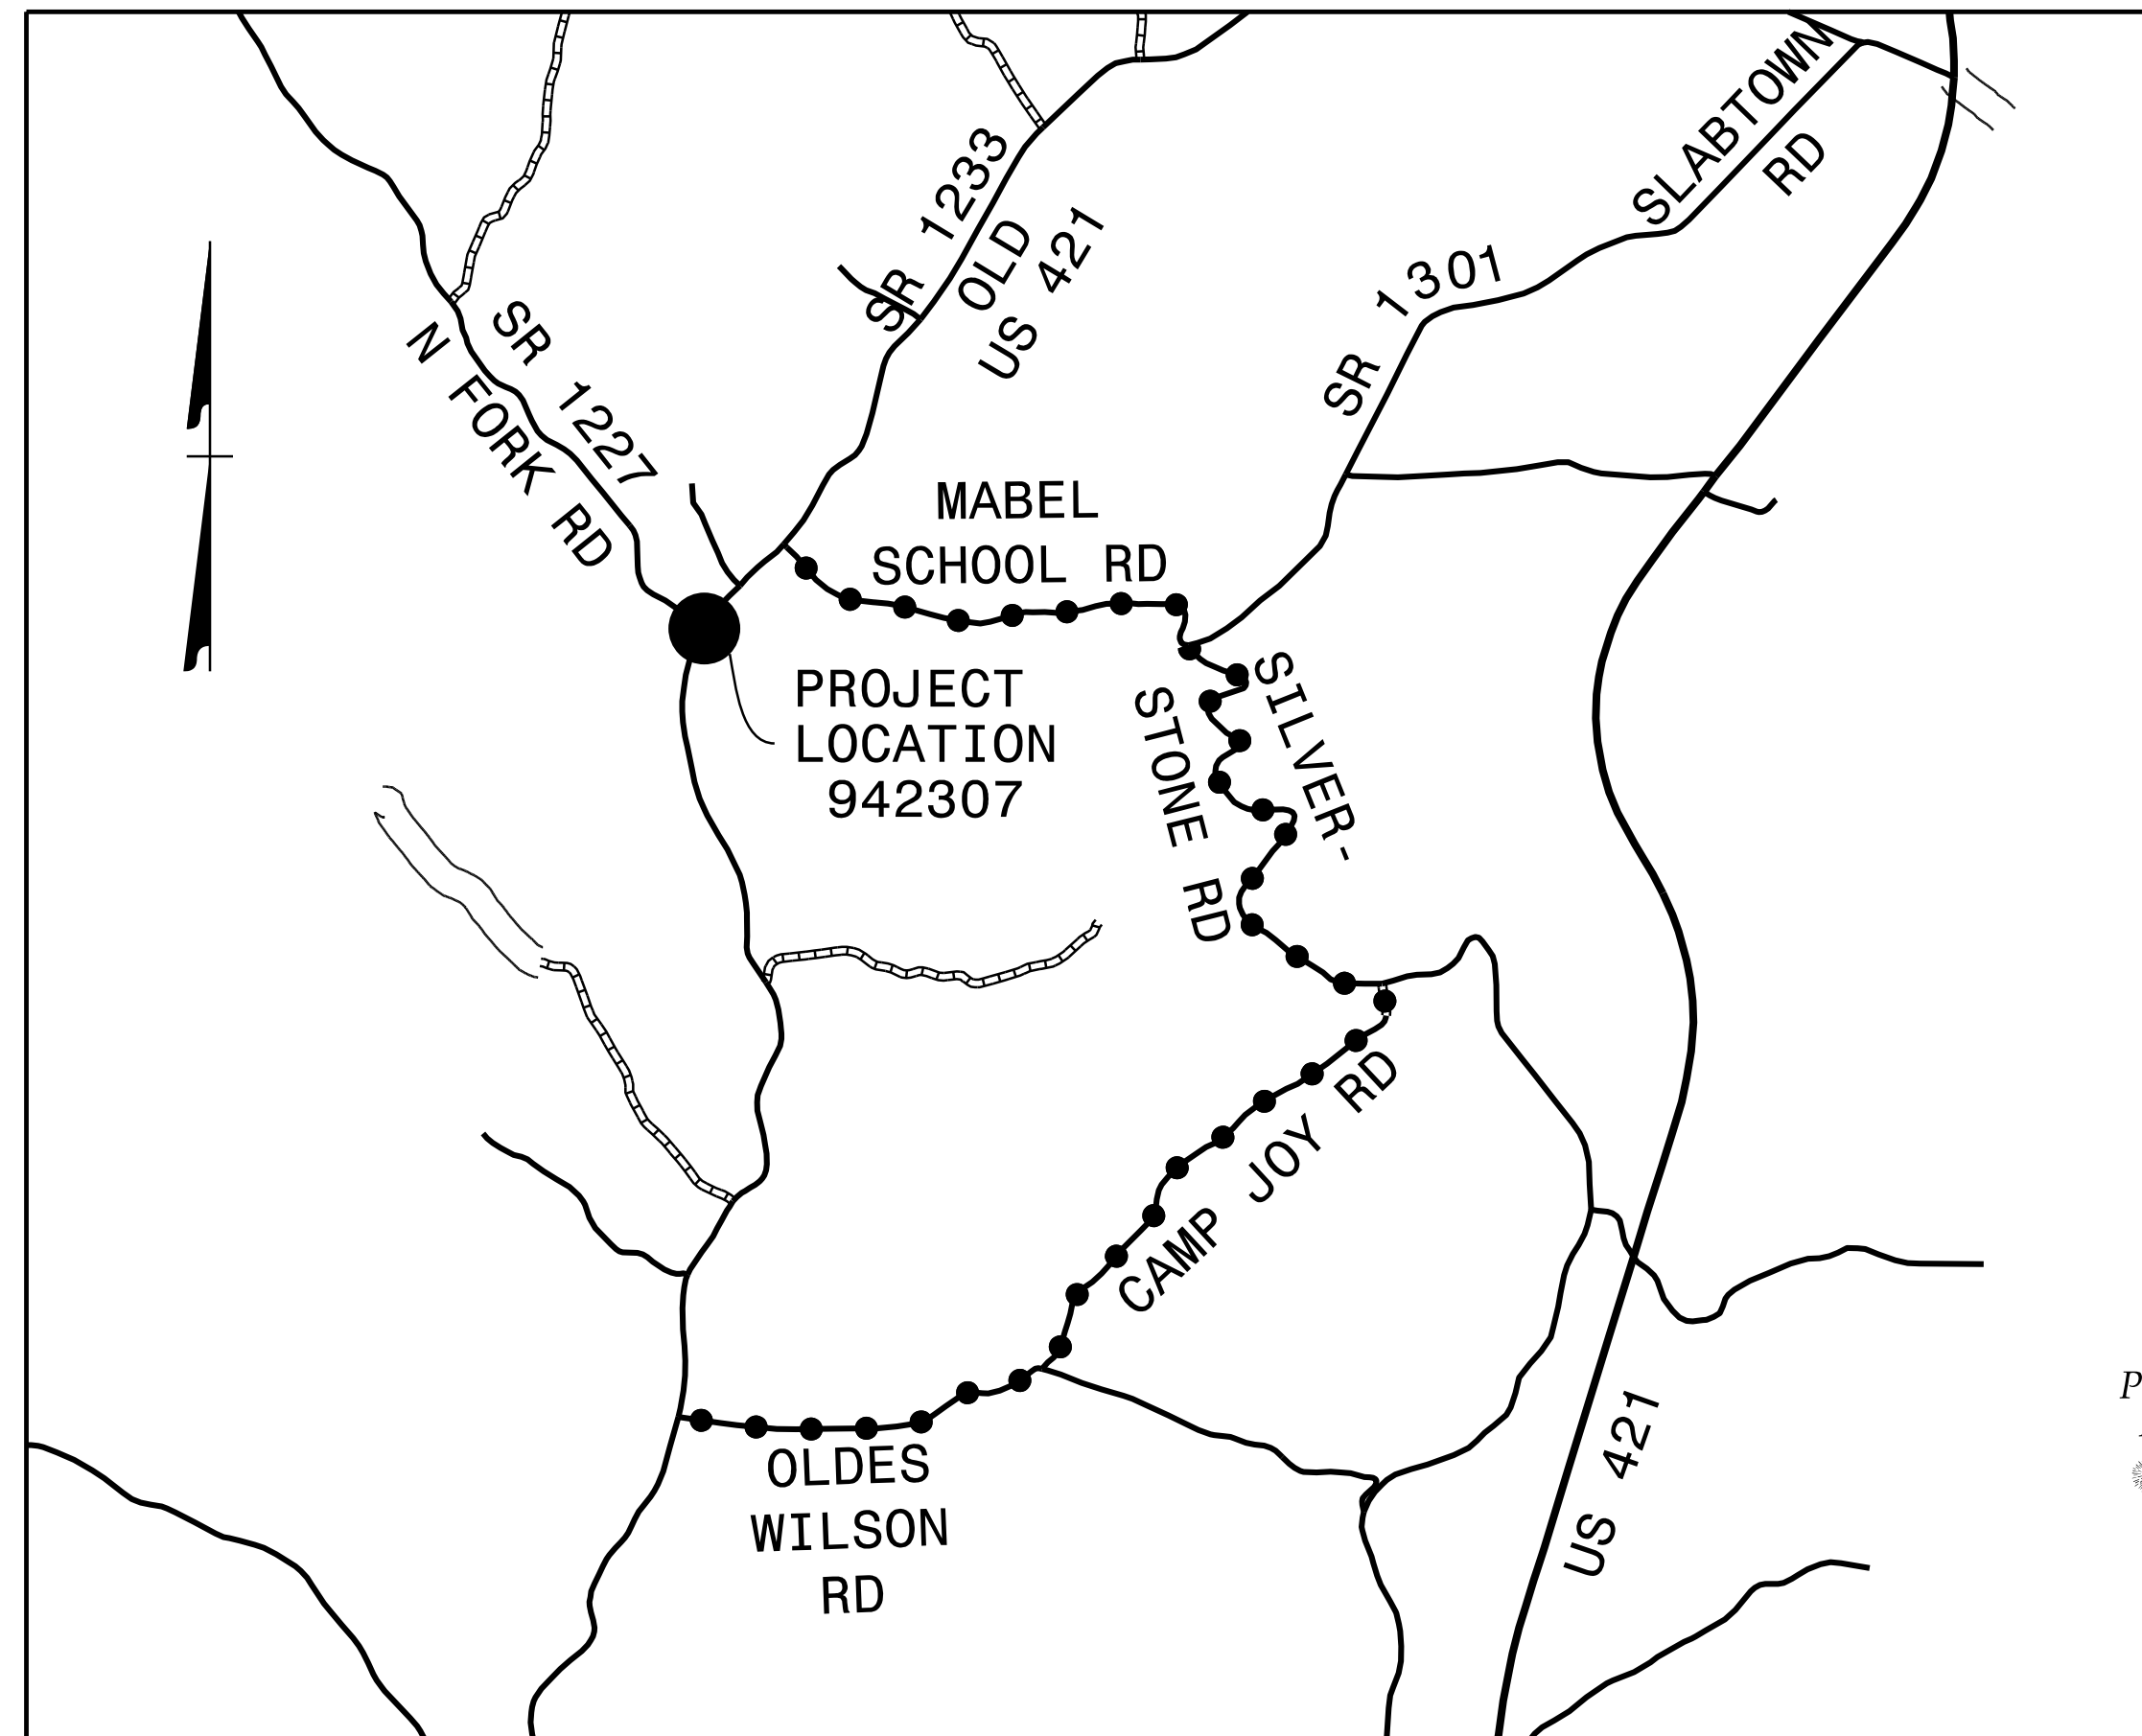 SLABTOWN
RD
SR 1233
OLD
US 421
SR 1301
SR 1227
N FORK RD
MABEL
SCHOOL RD
PROJECT
LOCATION
942307
SILVER-
STONE RD
CAMP JOY RD
OLDES
WILSON
RD
US 421
P